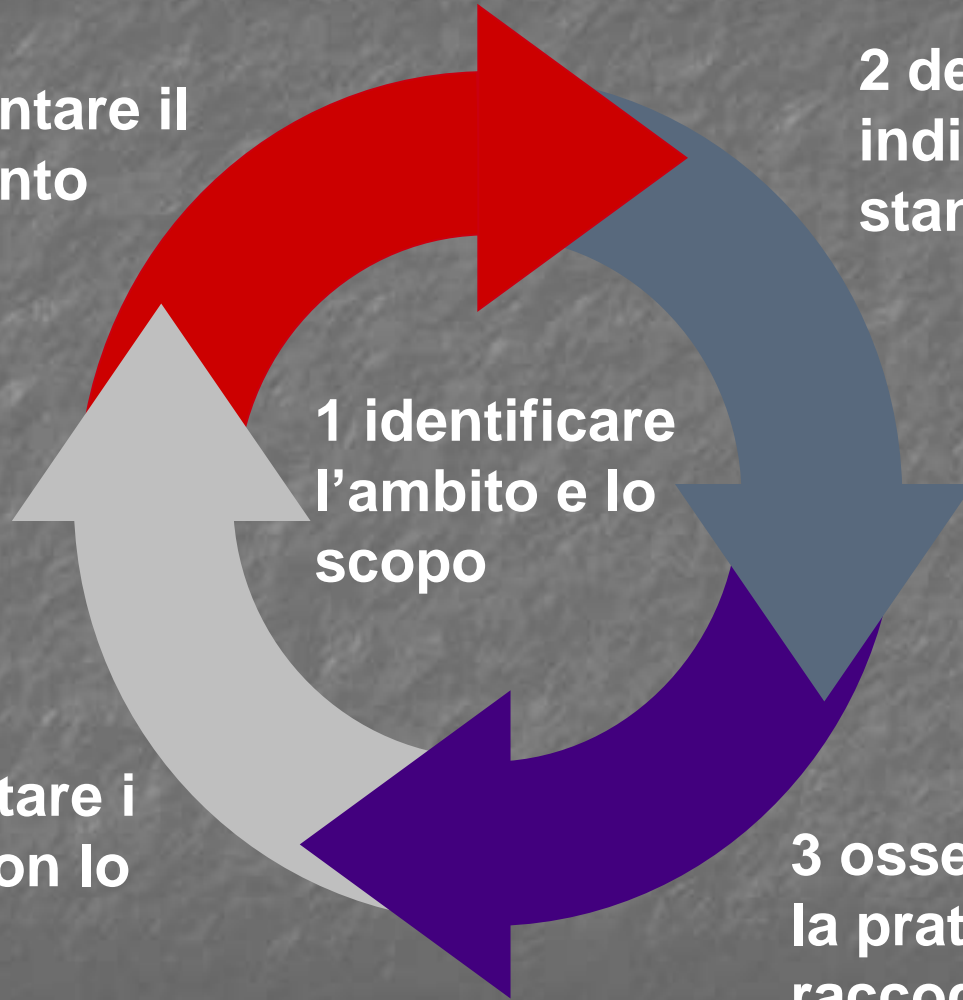 ntare il
nto
2 de
indi
stan
1 identificare
l’ambito e lo
scopo
tare i
on lo
3 osse
la prat
raccoc